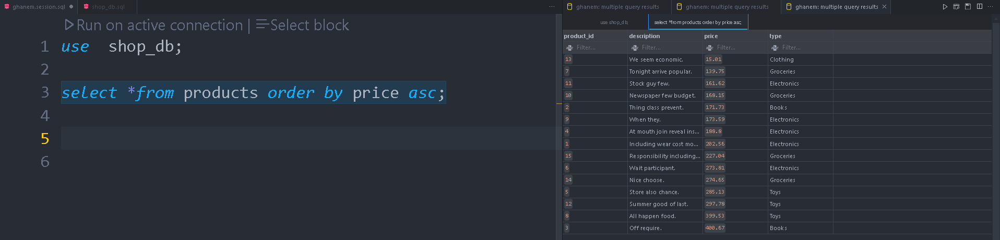 ghanem.session.sql shop_db.sql ...
Run on active connection | Select block
1 use shop_db;
2
3 select *from products order by price asc;
4
5
6
ghanem: multiple query results ghanem: multiple query results ghanem: multiple query results ...
use shop_db; select *from products order by price asc;
product_id description price type
abc Filter... abc Filter... abc Filter... abc Filter...
13 We seem economic. 15.01 Clothing
7 Tonight arrive popular. 139.75 Groceries
11 Stock guy few. 161.62 Electronics
10 Newspaper few budget. 168.15 Groceries
2 Thing class prevent. 171.73 Books
9 When they. 173.59 Electronics
4 At mouth join reveal ins... 188.8 Electronics
1 Including wear cost mo... 202.56 Electronics
15 Responsibility including... 227.04 Groceries
6 Wait participant. 273.81 Electronics
14 Nice choose. 274.65 Groceries
5 Store also chance. 285.13 Toys
12 Summer good of last. 297.78 Toys
8 All happen food. 399.53 Toys
3 Off require. 400.67 Books